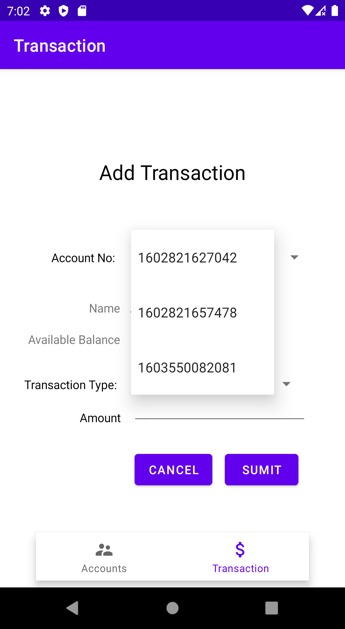 7:02
Transaction
Add Transaction
Account No:
1602821627042
Name
1602821657478
Available Balance
1603550082081
Transaction Type:
Amount
CANCEL SUMIT
Accounts Transaction